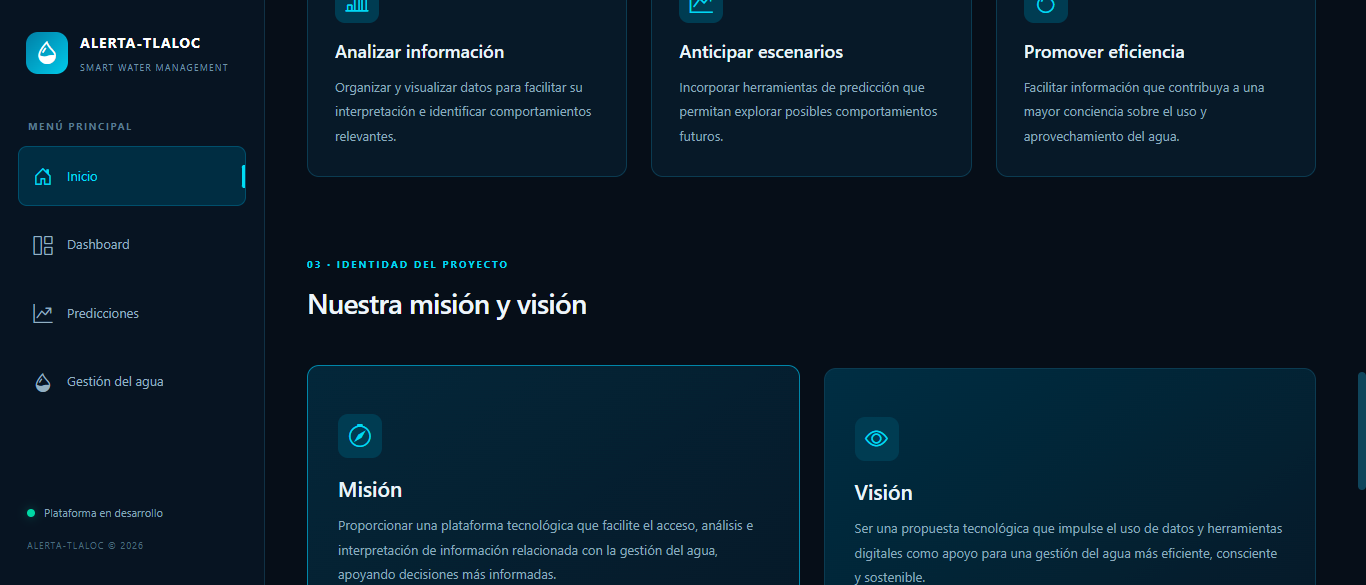 ALERTA-TLALOC
SMART WATER MANAGEMENT
MENÚ PRINCIPAL
Inicio
Dashboard
Predicciones
Gestión del agua
Plataforma en desarrollo
ALERTA-TLALOC © 2026
Analizar información
Organizar y visualizar datos para facilitar su
interpretación e identificar comportamientos
relevantes.
Anticipar escenarios
Incorporar herramientas de predicción que
permitan explorar posibles comportamientos
futuros.
Promover eficiencia
Facilitar información que contribuya a una
mayor conciencia sobre el uso y
aprovechamiento del agua.
03 · IDENTIDAD DEL PROYECTO
Nuestra misión y visión
Misión
Proporcionar una plataforma tecnológica que facilite el acceso, análisis e
interpretación de información relacionada con la gestión del agua,
apoyando decisiones más informadas.
Visión
Ser una propuesta tecnológica que impulse el uso de datos y herramientas
digitales como apoyo para una gestión del agua más eficiente, consciente
y sostenible.